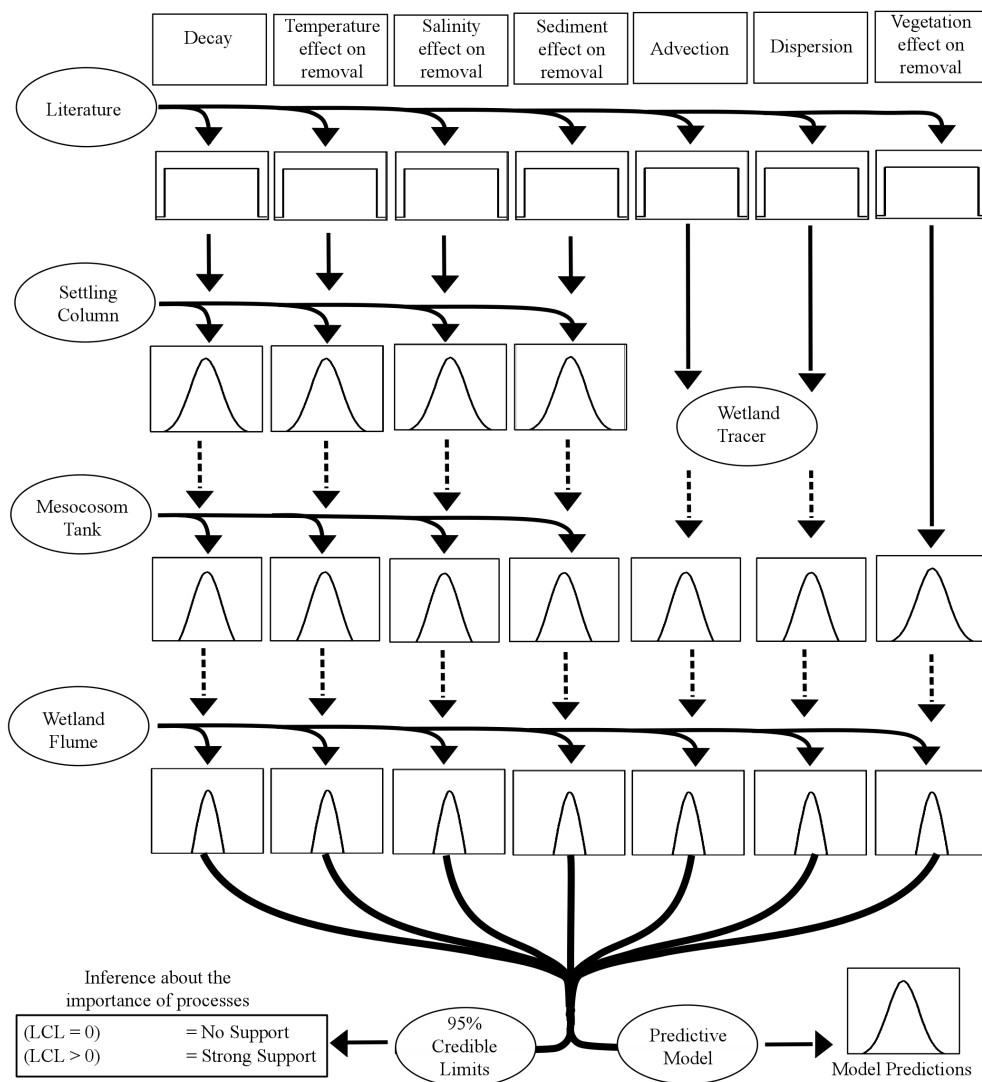 Decay
Temperature
effect on
removal
Salinity
effect on
removal
Sediment
effect on
removal
Advection
Dispersion
Vegetation
effect on
removal
Literature
Settling
Column
Wetland
Tracer
Mesocosom
Tank
Wetland
Flume
Inference about the
importance of processes
(LCL = 0) = No Support
(LCL > 0) = Strong Support
95%
Credible
Limits
Predictive
Model
Model Predictions